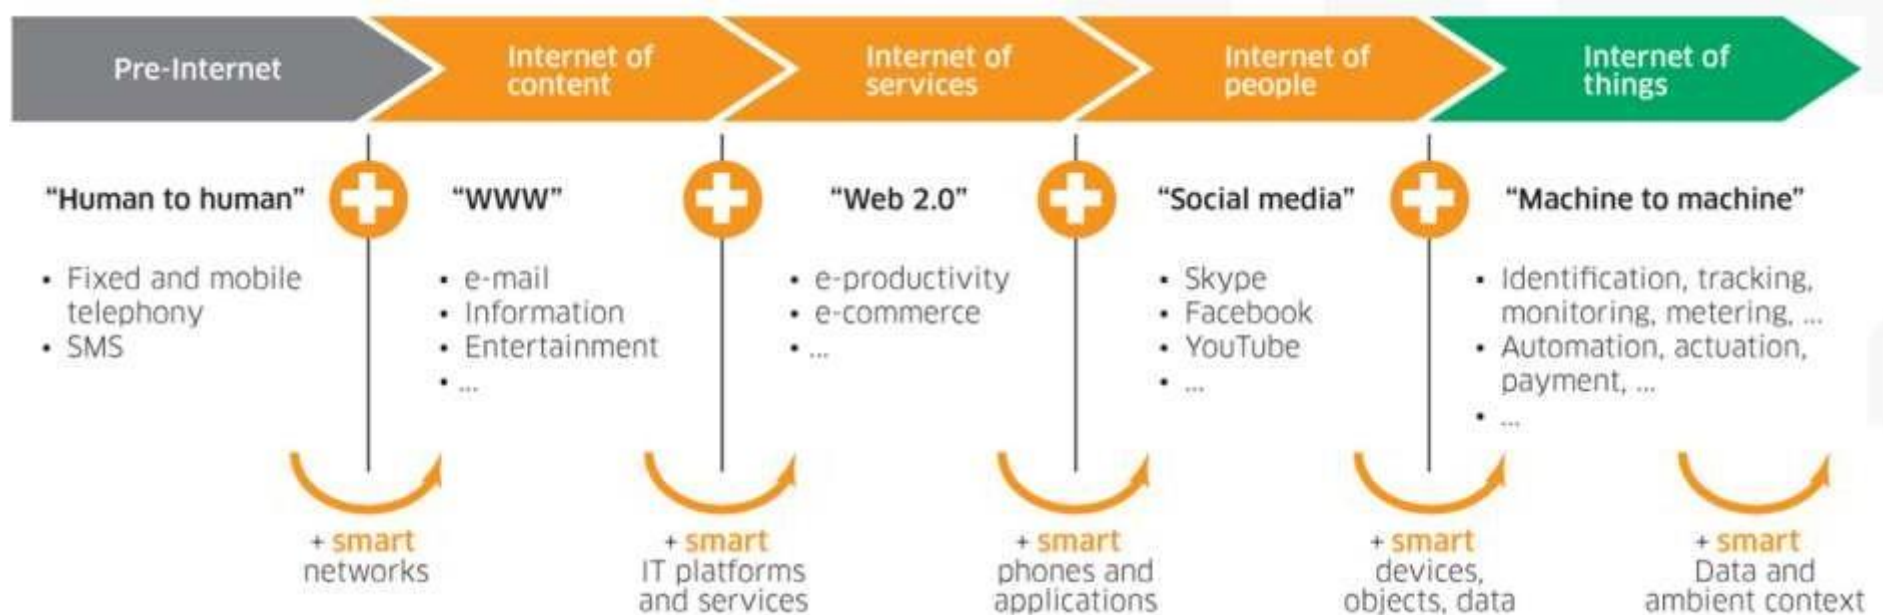 Pre-Internet
Internet of
content
Internet of
services
Internet of
people
Internet of
things
“Human to human”
“WWW”
“Web 2.0”
“Social media”
“Machine to machine”
• Fixed and mobile
telephony
• SMS
• e-mail
• Information
• Entertainment
• ...
• e-productivity
• e-commerce
• ...
• Skype
• Facebook
• YouTube
• ...
• Identification, tracking,
monitoring, metering, ...
• Automation, actuation,
payment, ...
• ...
+ smart
networks
+ smart
IT platforms
and services
+ smart
phones and
applications
+ smart
devices,
objects, data
+ smart
Data and
ambient context